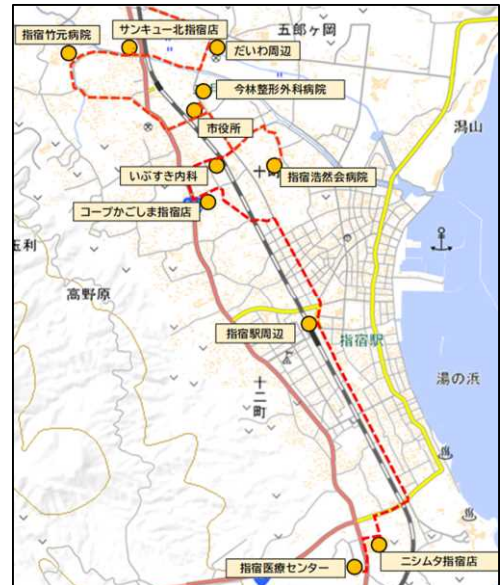 サンキュー北指宿店
五郎ヶ岡
指宿竹元病院
だいわ周辺
今林整形外科病院
潟山
市役所
いぶすき内科
十町
指宿浩然会病院
コープかごしま指宿店
玉利
高野原
指宿駅周辺
指宿駅
湯の浜
十二町
指宿医療センター
ニシムタ指宿店